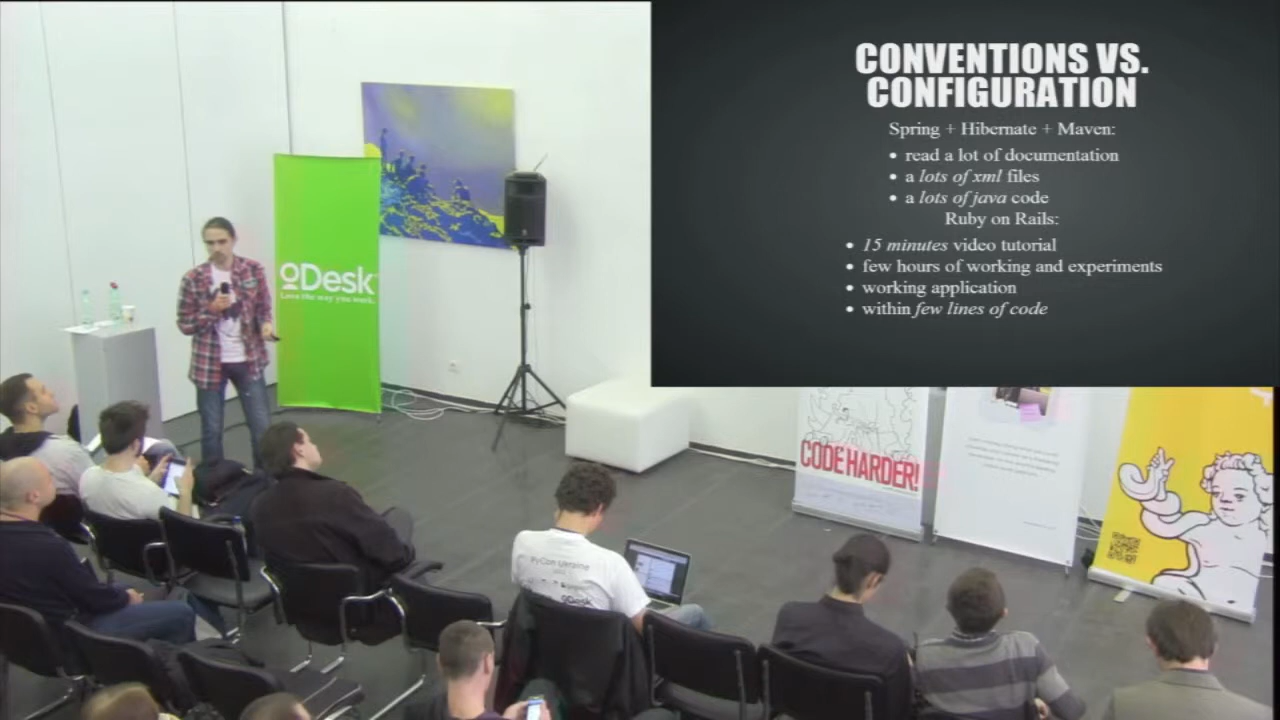 CONVENTIONS VS.
CONFIGURATION
Spring + Hibernate + Maven:
• read a lot of documentation
• a lots of xml files
• a lots of java code
Ruby on Rails:
• 15 minutes video tutorial
• few hours of working and experiments
• working application
• within few lines of code
oDesk
Love the way you work.
CODE HARDER!
PyCon Ukraine
oDesk